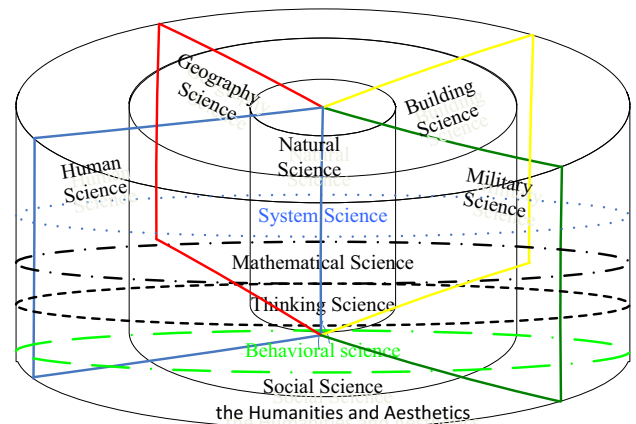 Geography
Science
Building
Science
Natural
Science
Human
Science
Military
Science
System Science
Mathematical Science
Thinking Science
Behavioral science
Social Science
the Humanities and Aesthetics